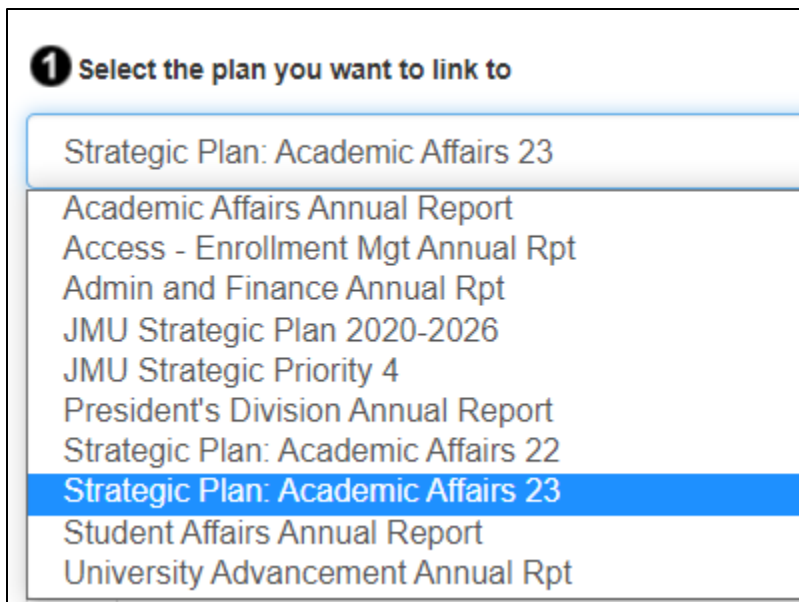 1 Select the plan you want to link to
Strategic Plan: Academic Affairs 23
Academic Affairs Annual Report
Access - Enrollment Mgt Annual Rpt
Admin and Finance Annual Rpt
JMU Strategic Plan 2020-2026
JMU Strategic Priority 4
President's Division Annual Report
Strategic Plan: Academic Affairs 22
Strategic Plan: Academic Affairs 23
Student Affairs Annual Report
University Advancement Annual Rpt